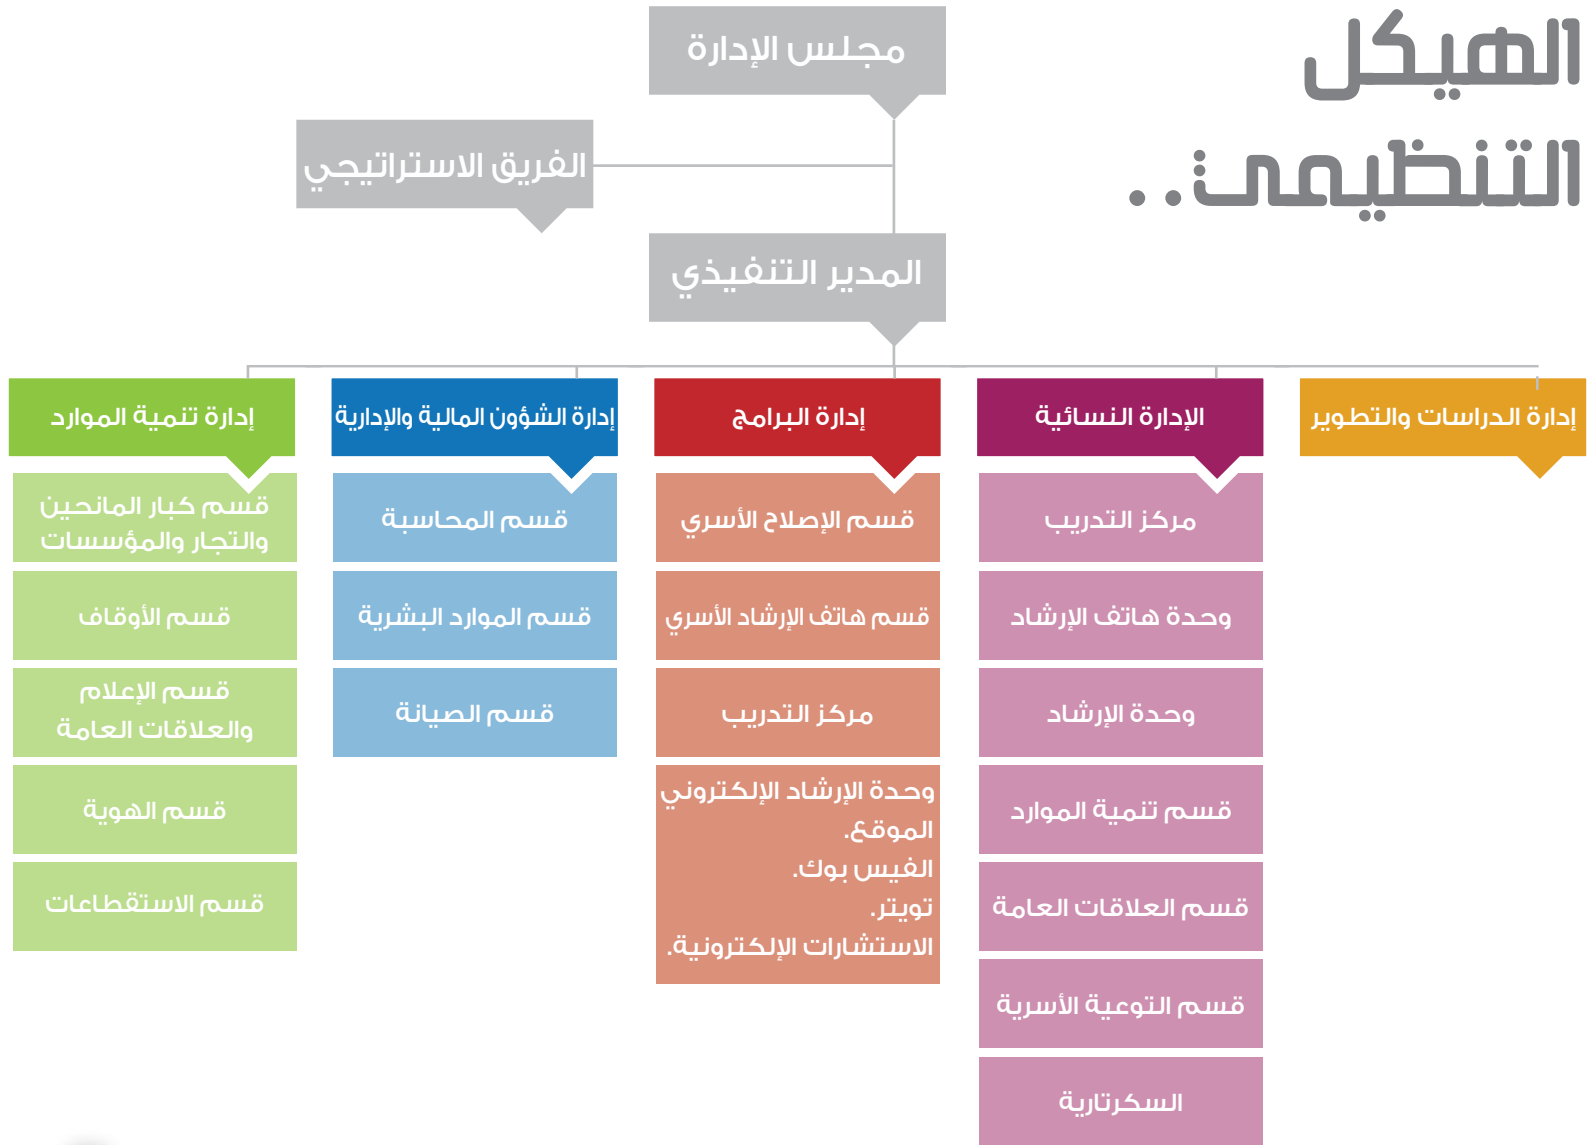 الهيكل
التنظيمي..
مجلس الإدارة
الفريق الاستراتيجي
المدير التنفيذي
إدارة الدراسات والتطوير
الإدارة النسائية
مركز التدريب
وحدة هاتف الإرشاد
وحدة الإرشاد
قسم تنمية الموارد
قسم العلاقات العامة
قسم التوعية الأسرية
السكرتارية
إدارة البرامج
قسم الإصلاح الأسري
قسم هاتف الإرشاد الأسري
مركز التدريب
وحدة الإرشاد الإلكتروني
الموقع.
الفيس بوك.
تويتر.
الاستشارات الإلكترونية.
إدارة الشؤون المالية والإدارية
قسم المحاسبة
قسم الموارد البشرية
قسم الصيانة
إدارة تنمية الموارد
قسم كبار المانحين
والتجار والمؤسسات
قسم الأوقاف
قسم الإعلام
والعلاقات العامة
قسم الهوية
قسم الاستقطاعات